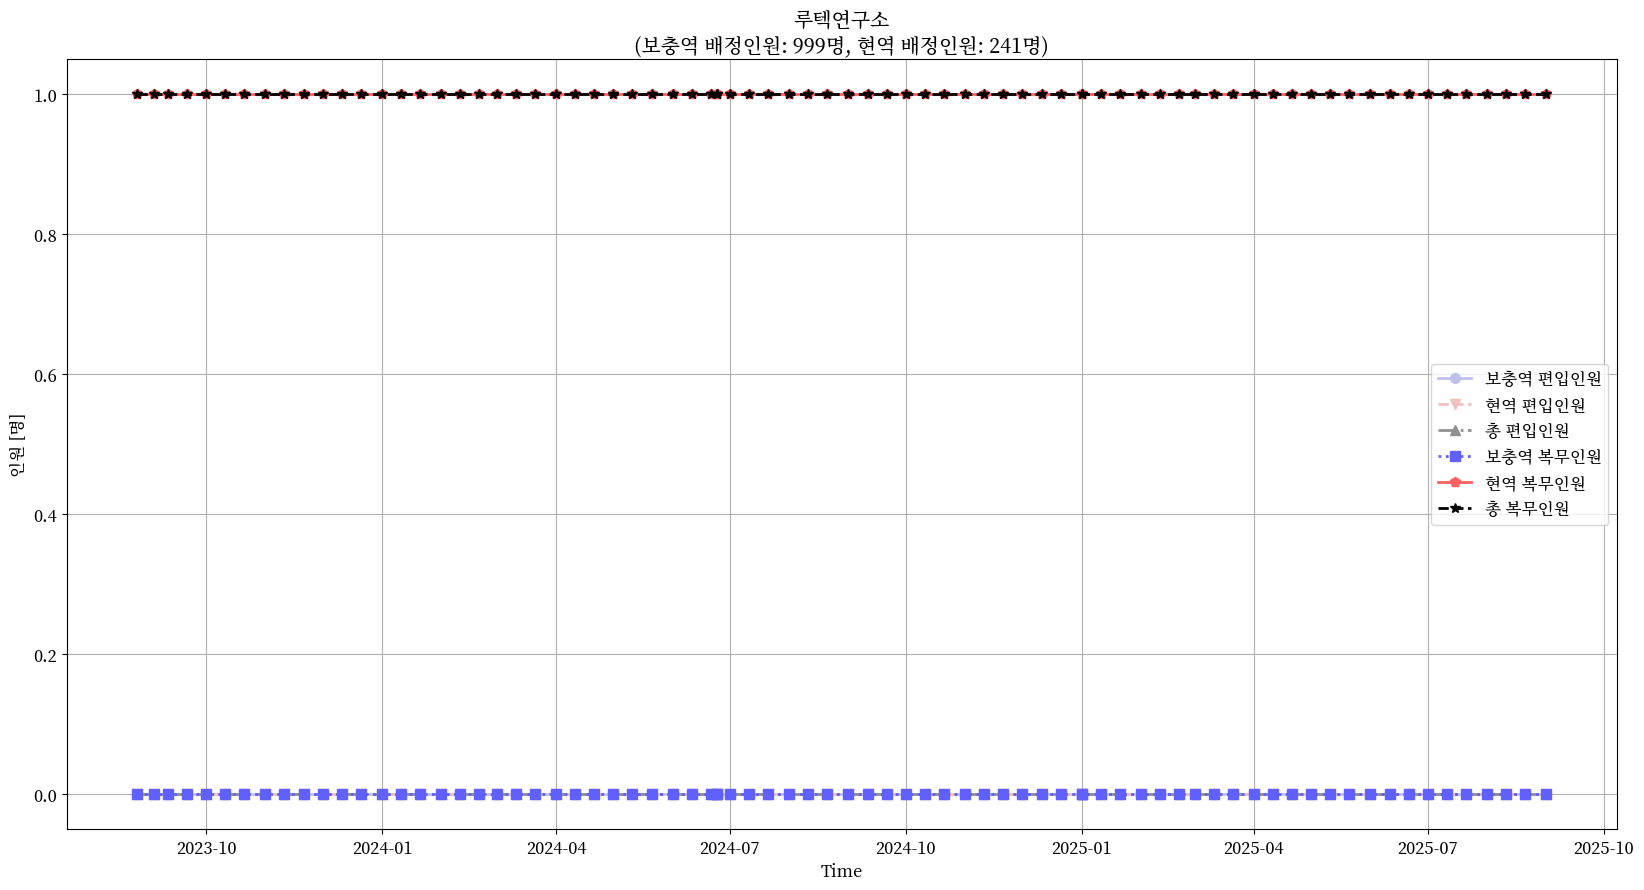 루텍연구소
(보충역 배정인원: 999명, 현역 배정인원: 241명)
1.0
0.8
0.6
0.4
0.2
0.0
인원 [명]
보충역 편입인원
현역 편입인원
총 편입인원
보충역 복무인원
현역 복무인원
총 복무인원
2023-10
2024-01
2024-04
2024-07
2024-10
2025-01
2025-04
2025-07
2025-10
Time